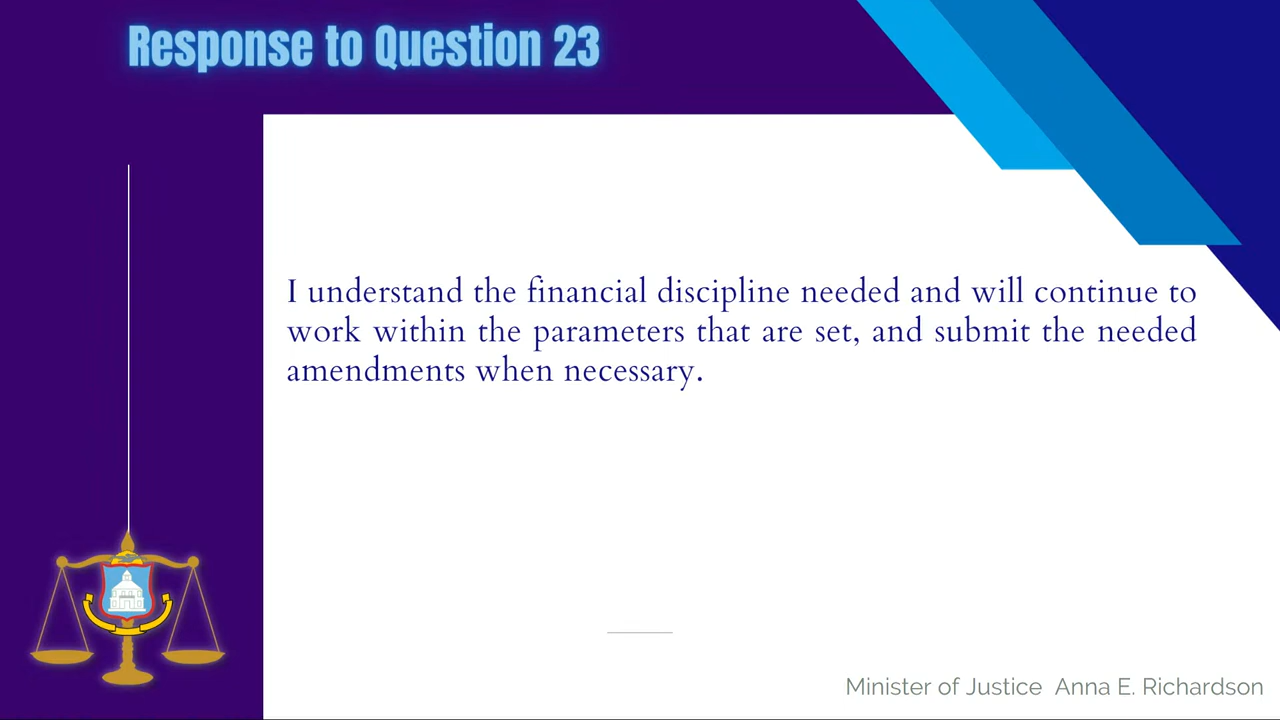 Response to Question 23
I understand the financial discipline needed and will continue to
work within the parameters that are set, and submit the needed
amendments when necessary.
Minister of Justice Anna E. Richardson